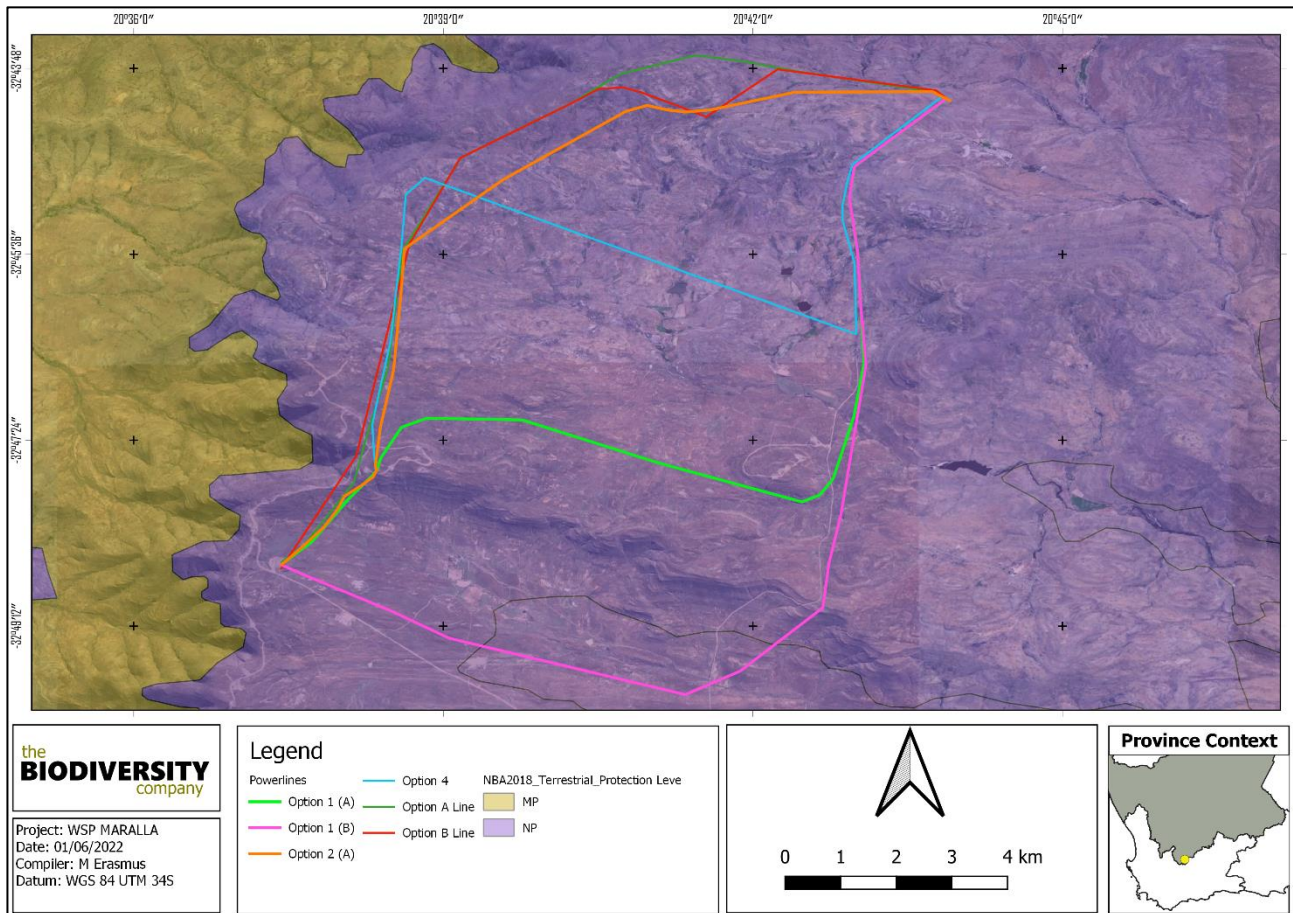 20°36'0" 20°39'0" 20°42'0" 20°45'0"
-32°43'48"
-32°45'36"
-32°47'24"
-32°49'12"
the
BIODIVERSITY
company
Project: WSP MARALLA
Date: 01/06/2022
Compiler: M Erasmus
Datum: WGS 84 UTM 34S
Legend
Powerlines
Option 1 (A)
Option 1 (B)
Option 2 (A)
Option 4
Option A Line
Option B Line
NBA2018_Terrestrial_Protection Leve
MP
NP
0 1 2 3 4 km
Province Context